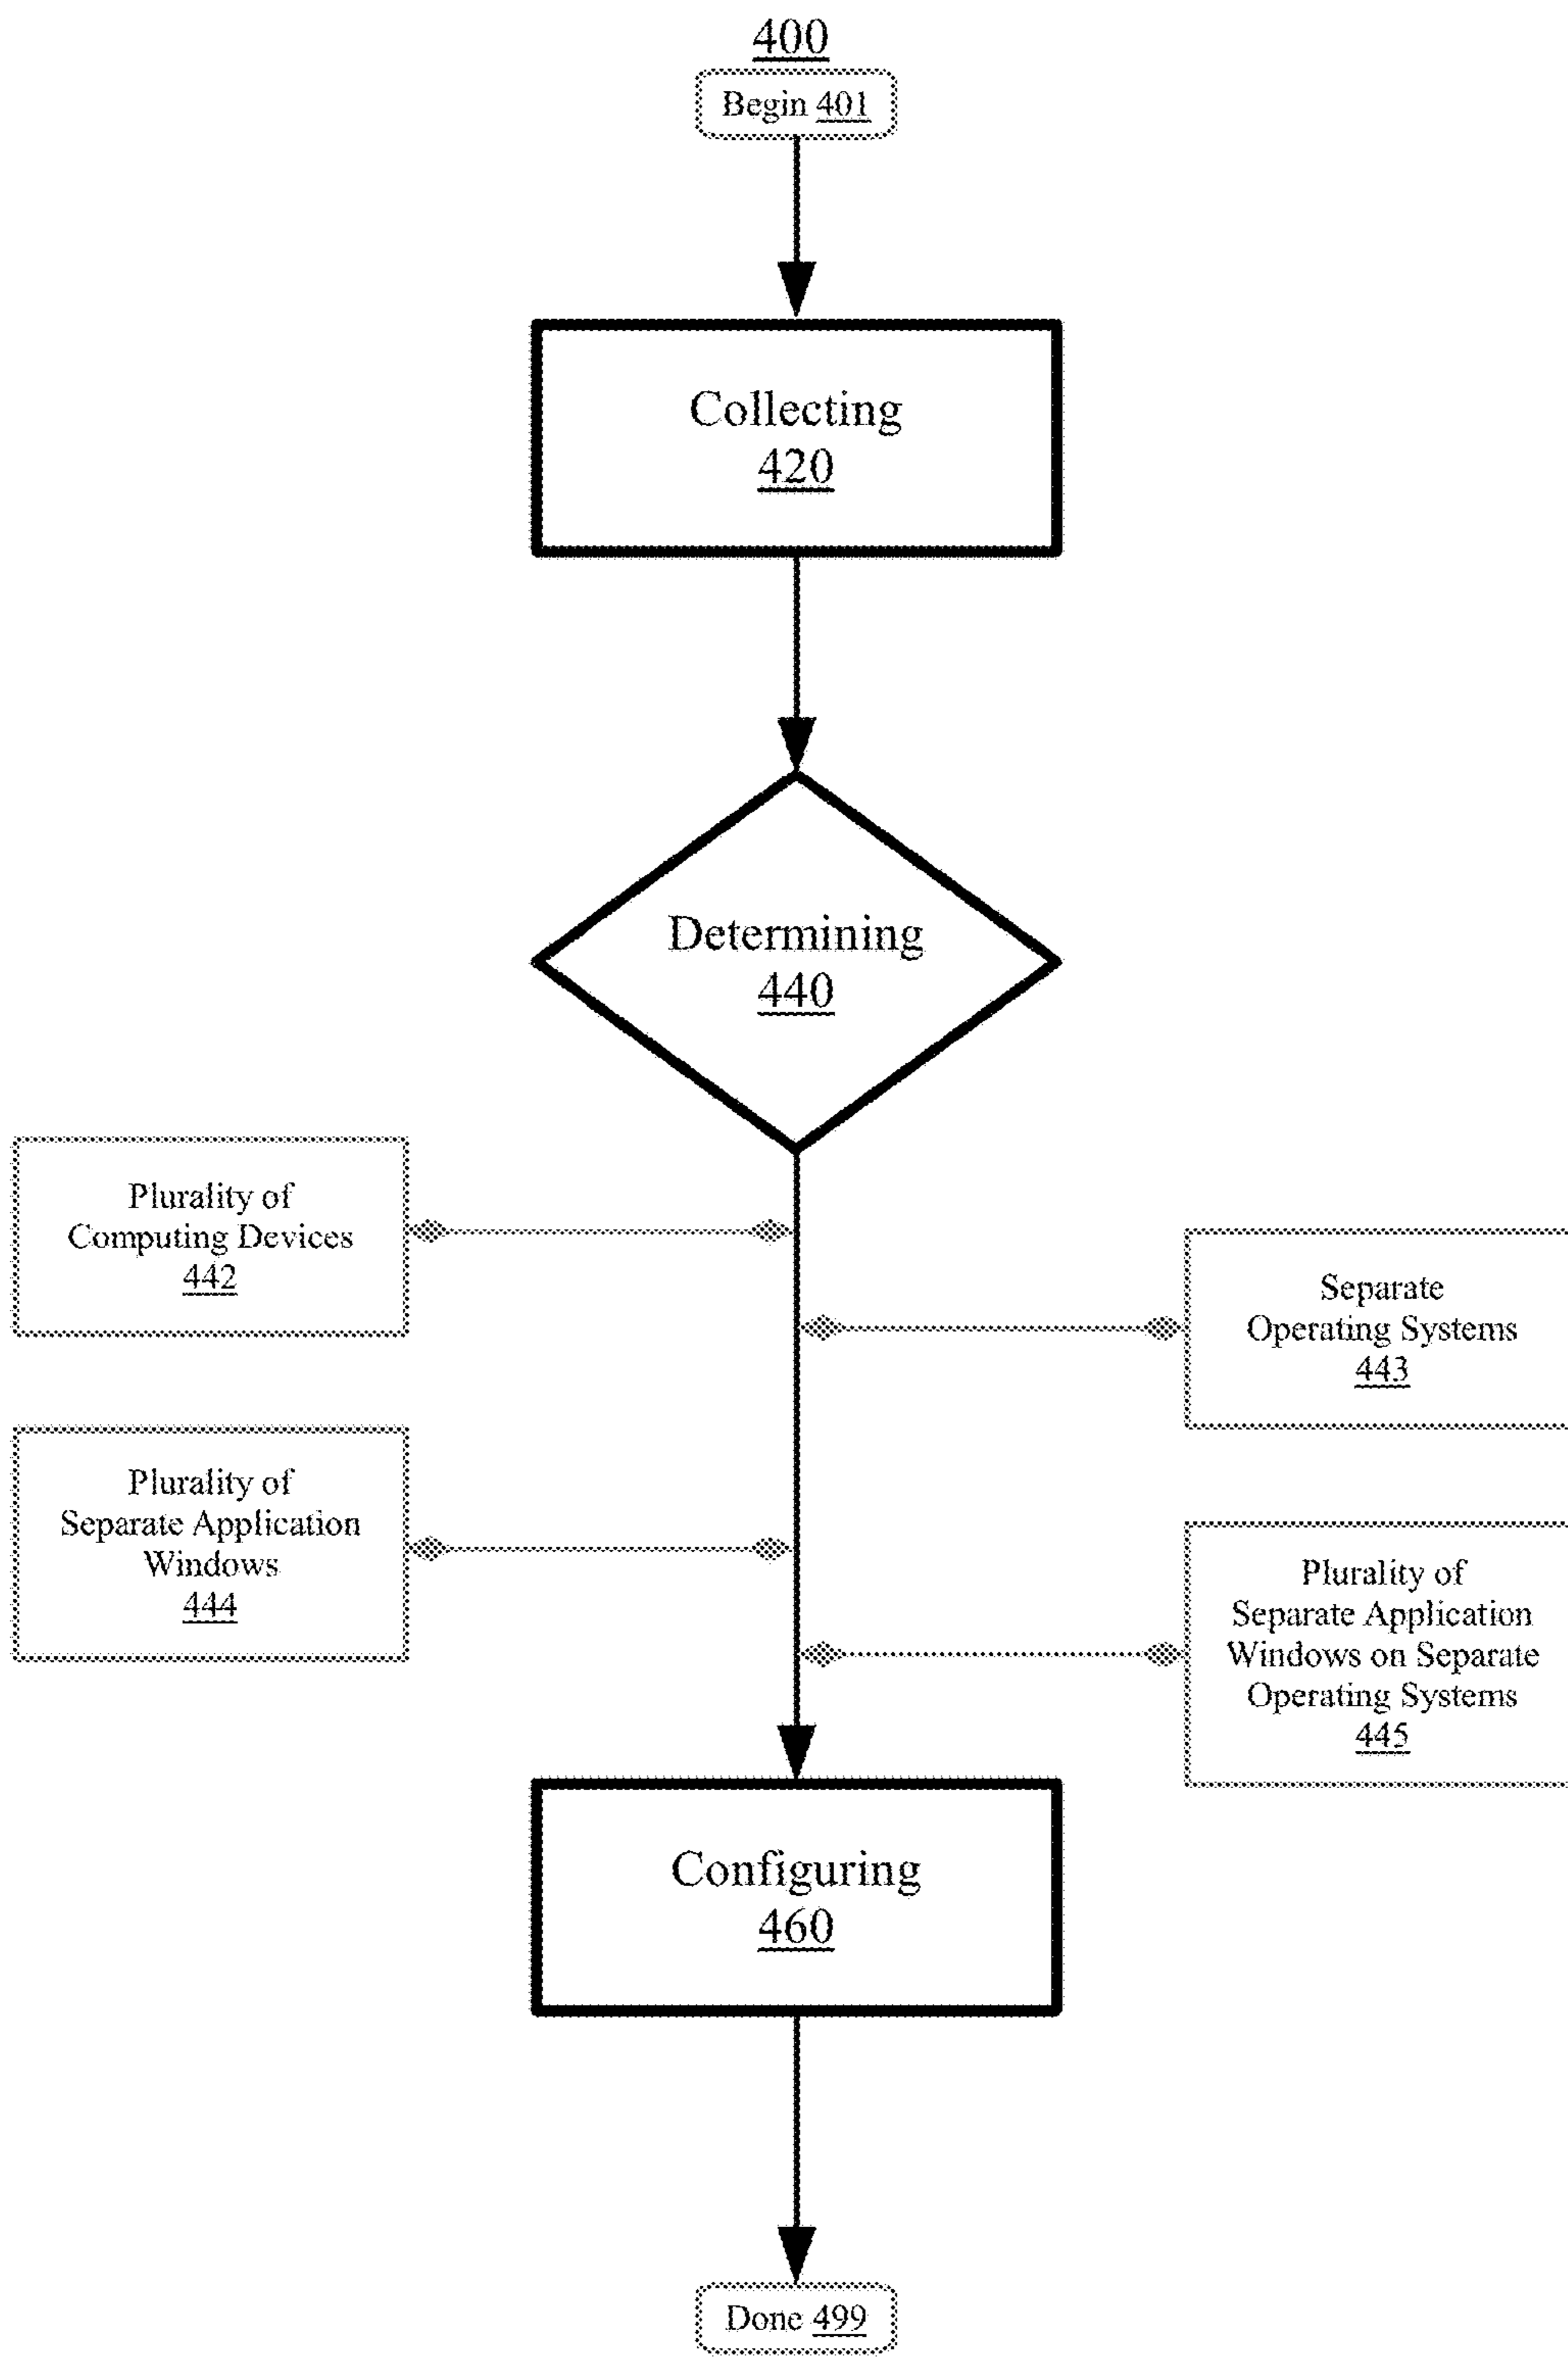 400
Begin 401
Collecting
420
Determining
440
Plurality of
Computing Devices
442
Separate
Operating Systems
443
Plurality of
Separate Application
Windows
444
Plurality of
Separate Application
Windows on Separate
Operating Systems
445
Configuring
460
Done 499